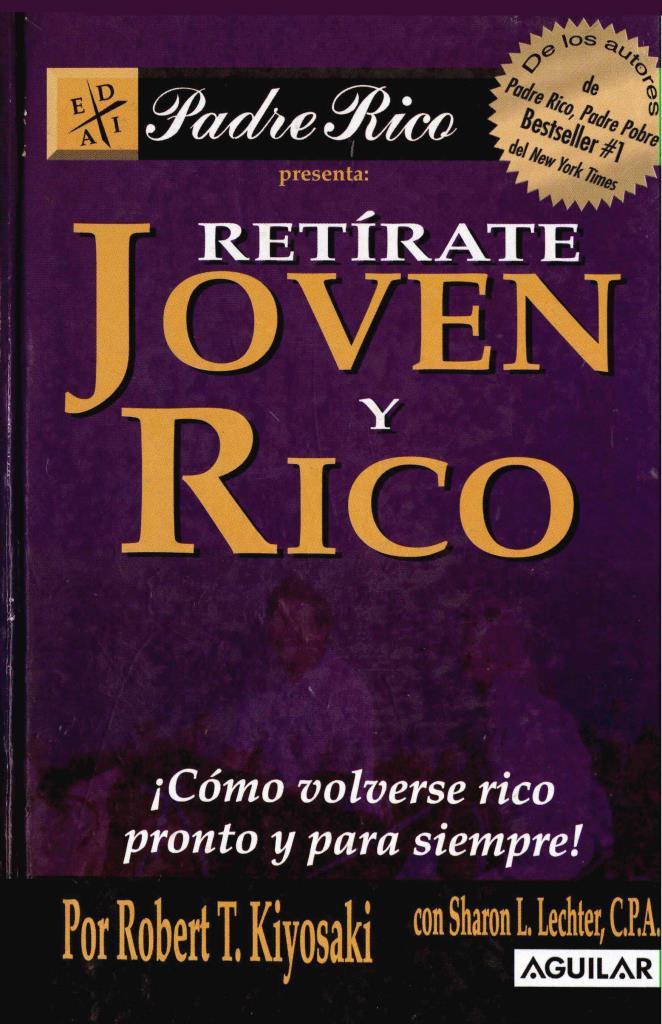 E D A I
Padre Rico
De los autores
de
Padre Rico, Padre Pobre
Bestseller #1
del New York Times
presenta:
RETÍRATE
JOVEN
Y
RICO
¡Cómo volverse rico
pronto y para siempre!
Por Robert T. Kiyosaki
con Sharon L. Lechter, C.P.A.
AGUILAR